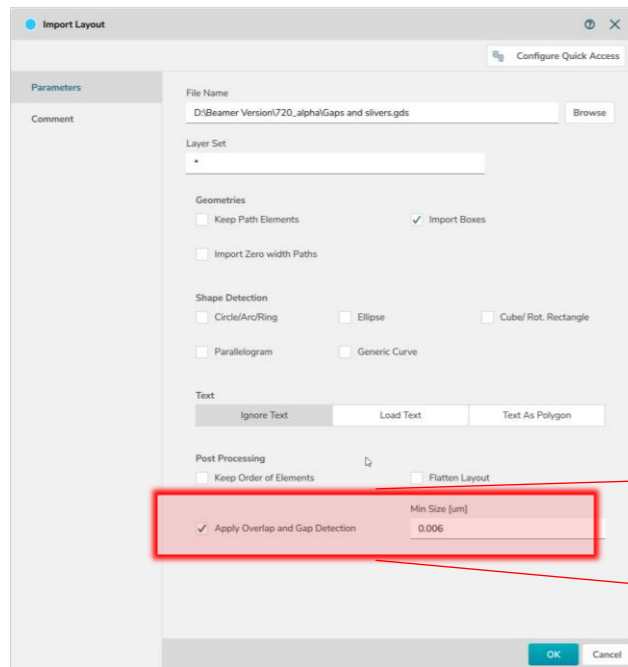 Import Layout
Configure Quick Access
Parameters
Comment
File Name
D:\Beamer Version\720_alpha\Gaps and slivers.gds
Browse
Layer Set
*
Geometries
Keep Path Elements
Import Boxes
Import Zero width Paths
Shape Detection
Circle/Arc/Ring
Ellipse
Cube/ Rot. Rectangle
Parallelogram
Generic Curve
Text
Ignore Text
Load Text
Text As Polygon
Post Processing
Keep Order of Elements
Flatten Layout
Min Size [um]
Apply Overlap and Gap Detection
0.006
OK
Cancel